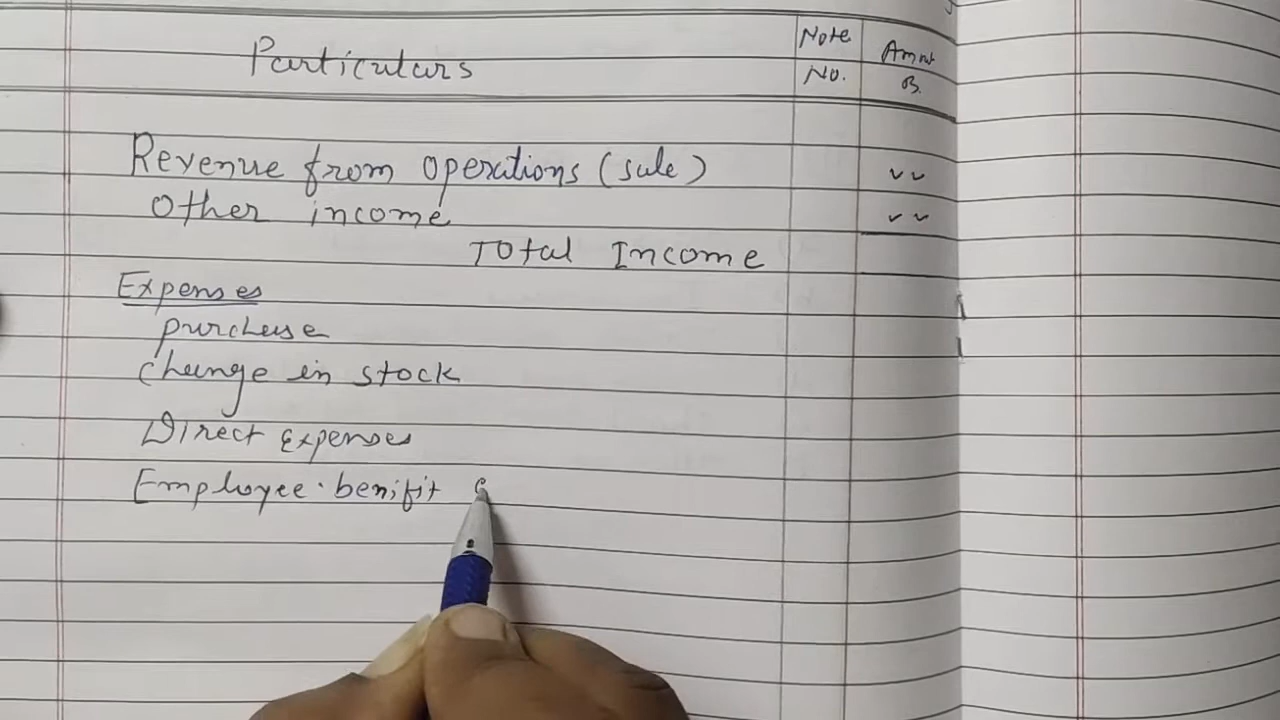 Particulars
Note No.
Amnt
Revenue from operations (sale)
Other income
Total Income
Expenses
purchase
change in stock
Direct Expenses
Employee benifit e